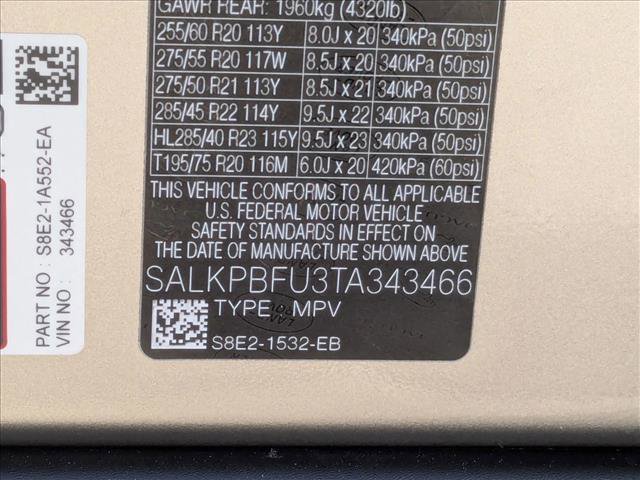 GAWR REAR: 1960kg (4320lb)
255/60 R20 113Y 8.0J x 20 340kPa (50psi)
275/55 R20 117W 8.5J x 20 340kPa (50psi)
275/50 R21 113Y 8.5J x 21 340kPa (50psi)
285/45 R22 114Y 9.5J x 22 340kPa (50psi)
HL285/40 R23 115Y 9.5J x 23 340kPa (50psi)
T195/75 R20 116M 6.0J x 20 420kPa (60psi)
THIS VEHICLE CONFORMS TO ALL APPLICABLE
U.S. FEDERAL MOTOR VEHICLE
SAFETY STANDARDS IN EFFECT ON
THE DATE OF MANUFACTURE SHOWN ABOVE
SALKPBFU3TA343466
TYPE: MPV
S8E2-1532-EB
PART NO : S8E2-1A552-EA
VIN NO : 343466